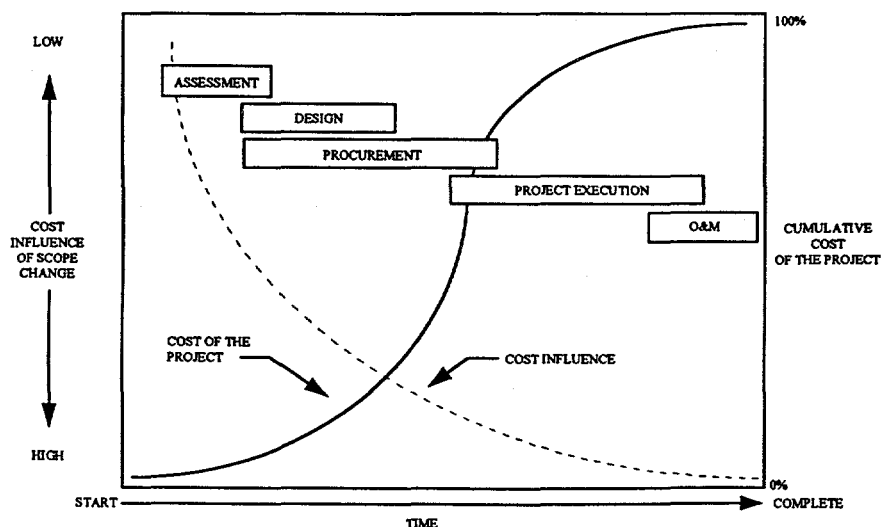 LOW
100%
ASSESSMENT
DESIGN
PROCUREMENT
PROJECT EXECUTION
O&M
COST
INFLUENCE
OF SCOPE
CHANGE
CUMULATIVE
COST
OF THE PROJECT
COST OF THE
PROJECT
COST INFLUENCE
HIGH
0%
START
COMPLETE
TIME